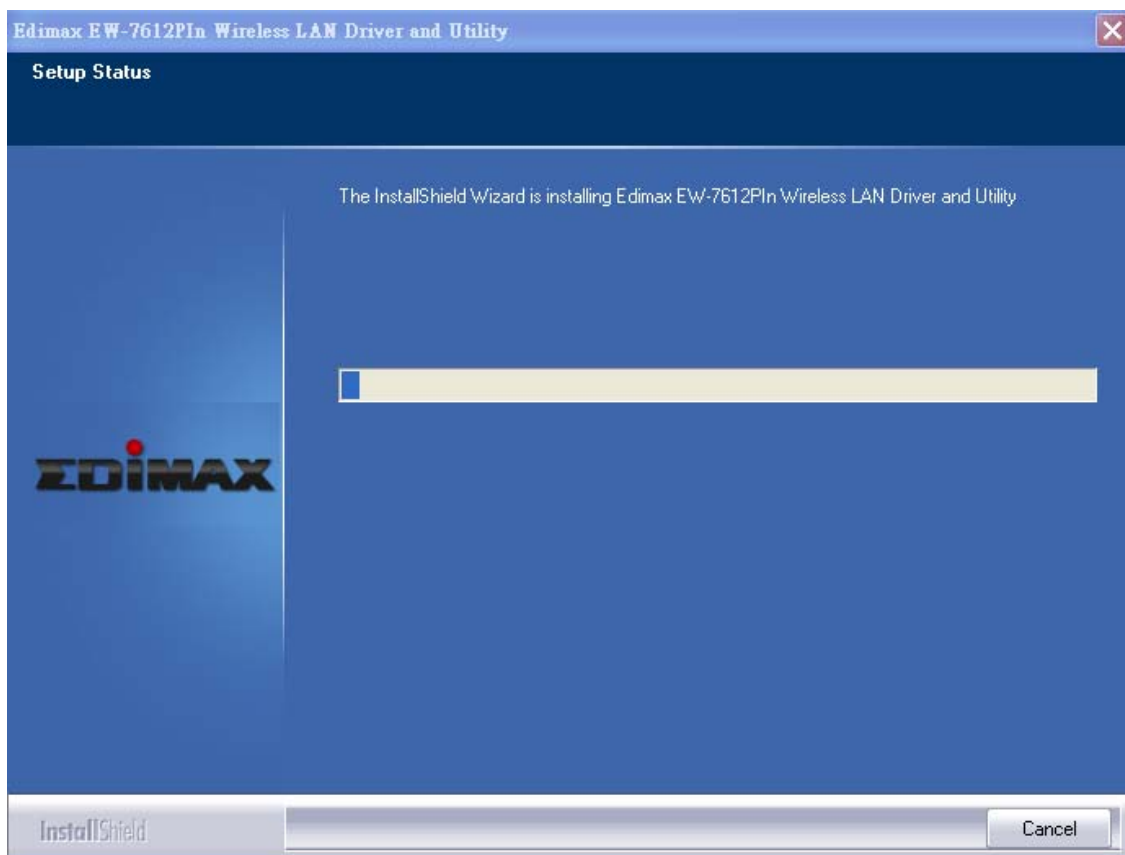 Edimax EW-7612PIn Wireless LAN Driver and Utility
Setup Status
The InstallShield Wizard is installing Edimax EW-7612PIn Wireless LAN Driver and Utility
EDIMAX
InstallShield
Cancel